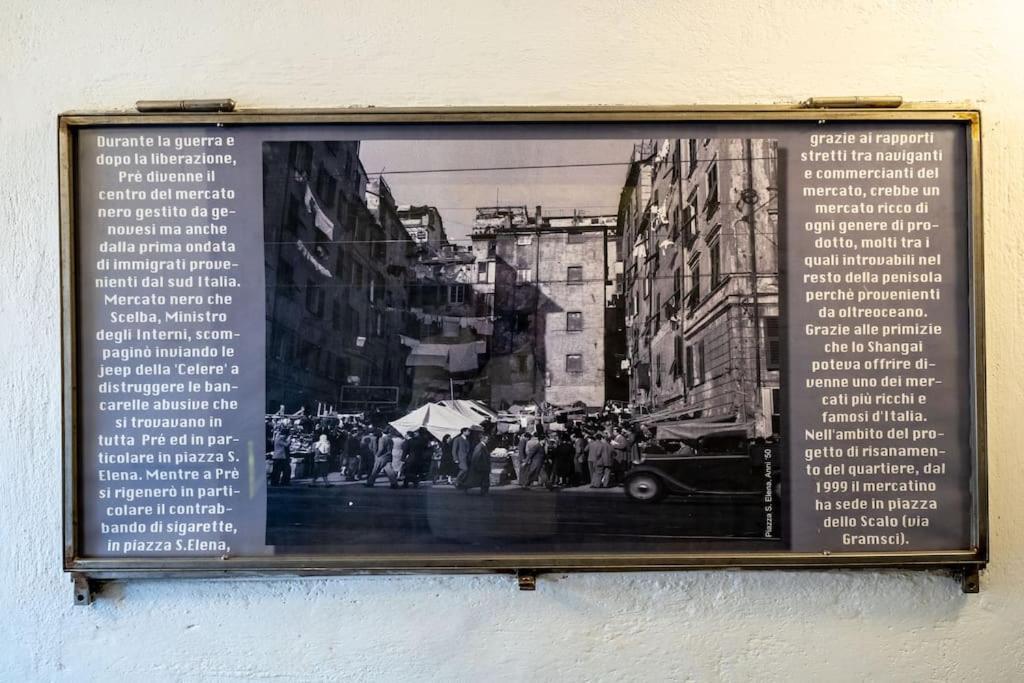 Durante la guerra e
dopo la liberazione,
Prè divenne il
centro del mercato
nero gestito da ge-
novesi ma anche
dalla prima ondata
di immigrati prove-
nienti dal sud Italia.
Mercato nero che
Scelba, Ministro
degli Interni, scom-
paginò inviando le
jeep della 'Celere' a
distruggere le ban-
carelle abusive che
si trovavano in
tutta Prè ed in par-
ticolare in piazza S.
Elena. Mentre a Prè
si rigenerò in parti-
colare il contrab-
bando di sigarette,
in piazza S.Elena,
Piazza S. Elena, Anni '50
grazie ai rapporti
stretti tra naviganti
e commercianti del
mercato, crebbe un
mercato ricco di
ogni genere di pro-
dotto, molti tra i
quali introvabili nel
resto della penisola
perchè provenienti
da oltreoceano.
Grazie alle primizie
che lo Shangai
poteva offrire di-
venne uno dei mer-
cati più ricchi e
famosi d'Italia.
Nell'ambito del pro-
getto di risanamen-
to del quartiere, dal
1999 il mercatino
ha sede in piazza
dello Scalo (via
Gramsci).